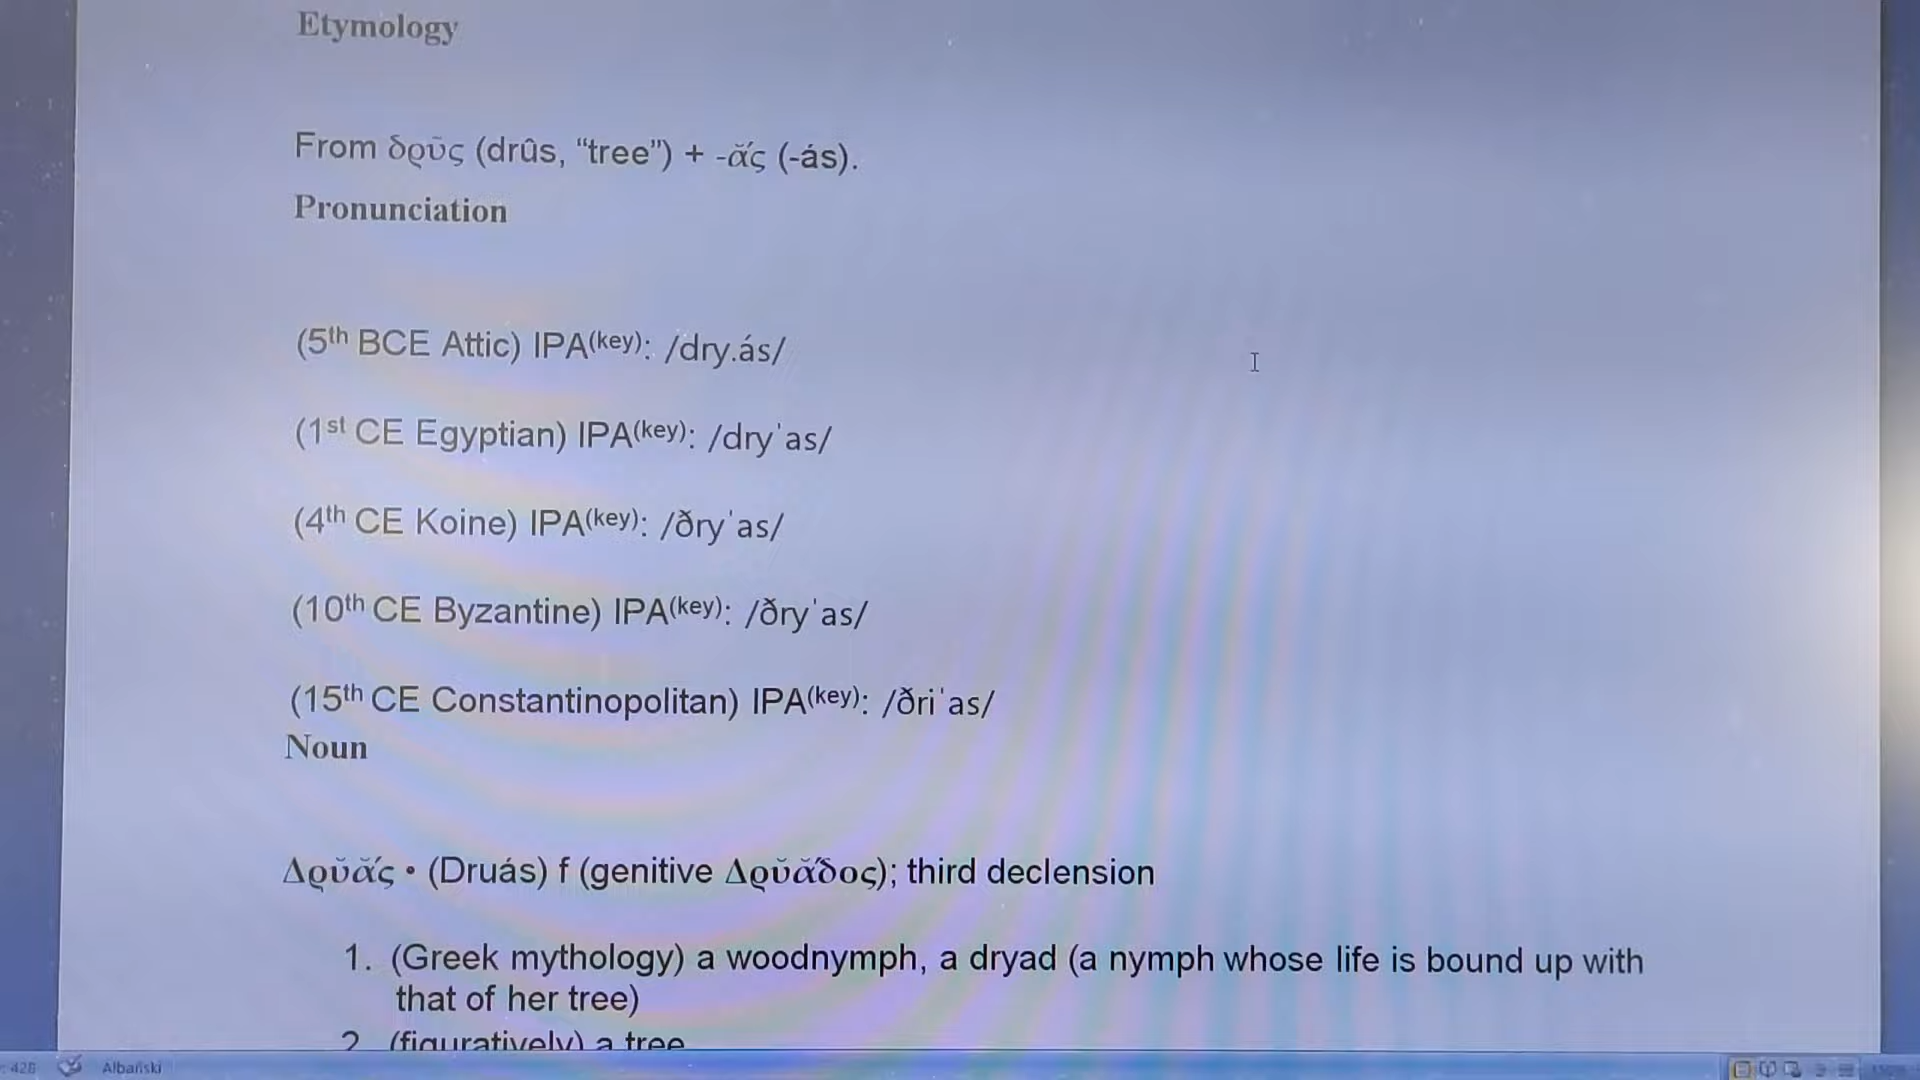 Etymology
From δρῦς (drûs, “tree”) + -ᾰ́ς (-ás).
Pronunciation
(5th BCE Attic) IPA(key): /dry.ás/
(1st CE Egyptian) IPA(key): /dryˈas/
(4th CE Koine) IPA(key): /ðryˈas/
(10th CE Byzantine) IPA(key): /ðryˈas/
(15th CE Constantinopolitan) IPA(key): /ðriˈas/
Noun
Δρῠᾰ́ς • (Druás) f (genitive Δρῠᾰ́δος); third declension
1. (Greek mythology) a woodnymph, a dryad (a nymph whose life is bound up with
that of her tree)
2. (figuratively) a tree
: 428 Albański